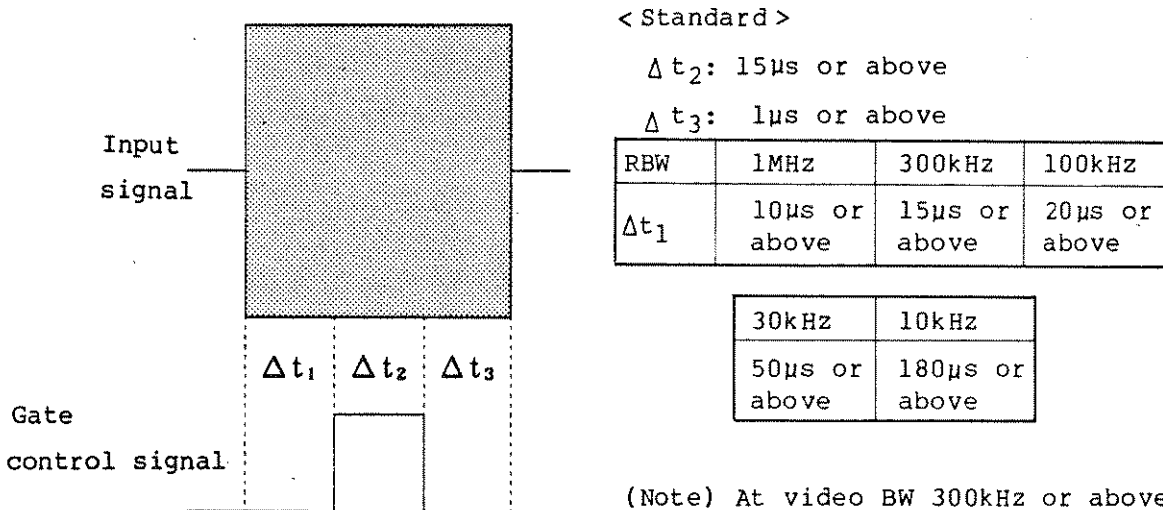 Input
signal
Δt1 Δt2 Δt3
Gate
control signal
<Standard>
Δt2: 15μs or above
Δt3: 1μs or above
RBW 1MHz 300kHz 100kHz
Δt1 10μs or above 15μs or above 20μs or above
30kHz 10kHz
50μs or above 180μs or above
(Note) At video BW 300kHz or above